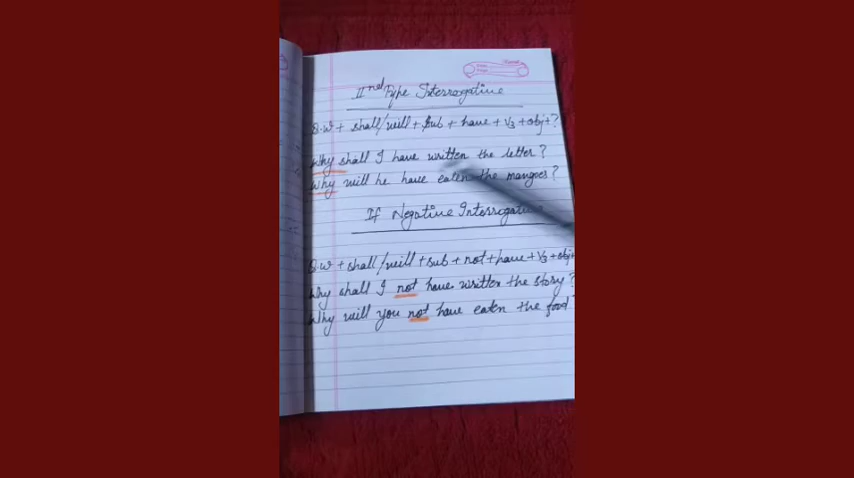 IInd Type Interrogative
Q.W + shall/will + sub + have + V3 + obj + ?
Why shall I have written the letter?
Why will he have eaten the mangoes?
If Negative Interrogative
Q.W + shall/will + sub + not + have + V3 + obj
Why shall I not have written the story?
Why will you not have eaten the food?